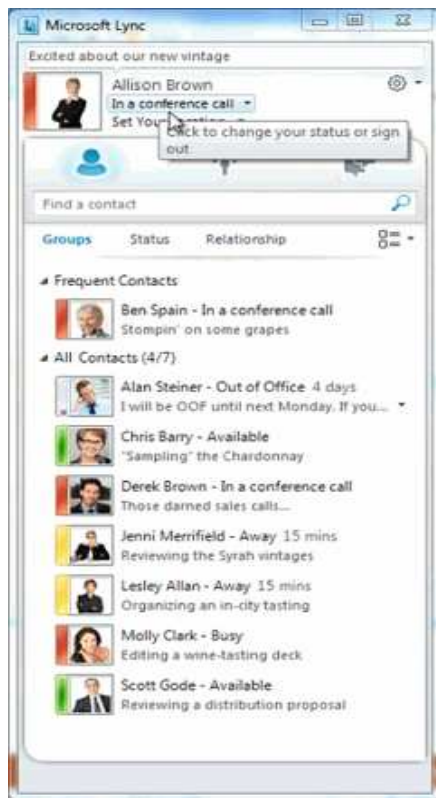 Microsoft Lync
Excited about our new vintage
Allison Brown
In a conference call
Set Your
Click to change your status or sign
out
Find a contact
Groups Status Relationship
Frequent Contacts
Ben Spain - In a conference call
Stompin' on some grapes
All Contacts (4/7)
Alan Steiner - Out of Office 4 days
I will be OOF until next Monday. If you...
Chris Barry - Available
"Sampling" the Chardonnay
Derek Brown - In a conference call
Those darned sales calls...
Jenni Merrifield - Away 15 mins
Reviewing the Syrah vintages
Lesley Allan - Away 15 mins
Organizing an in-city tasting
Molly Clark - Busy
Editing a wine-tasting deck
Scott Gode - Available
Reviewing a distribution proposal